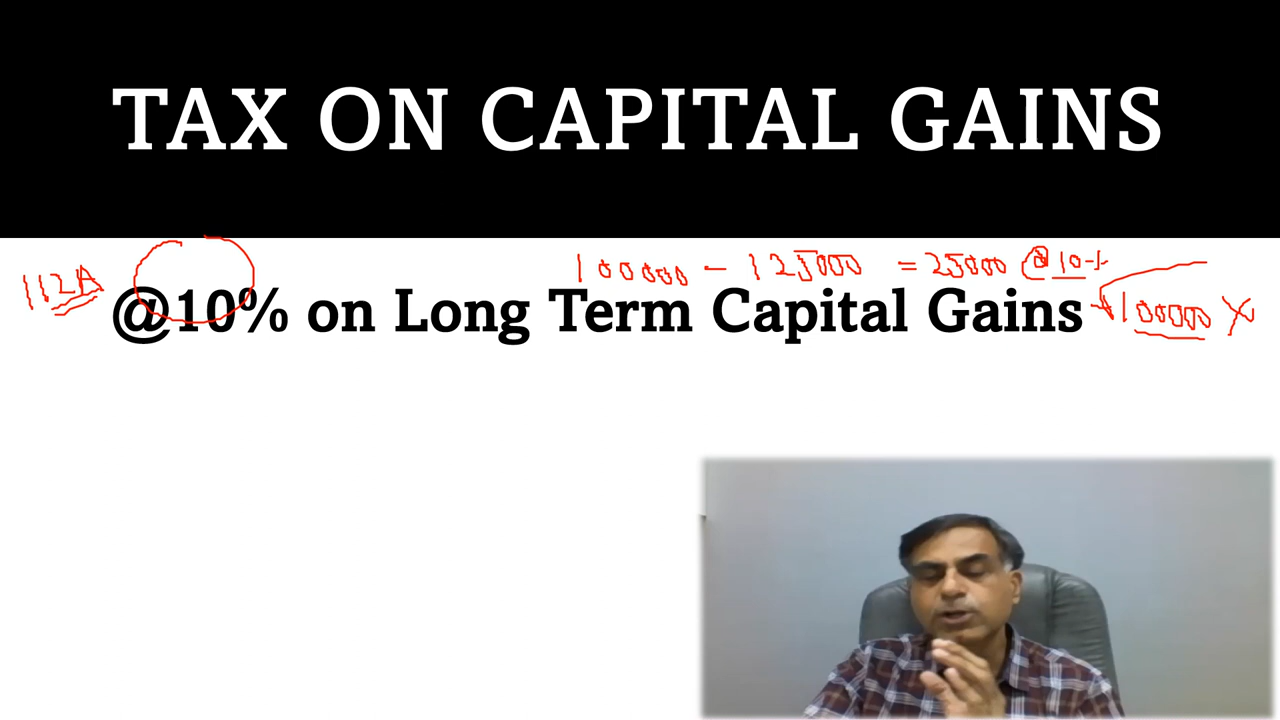 TAX ON CAPITAL GAINS
100000 - 125000 = 25000 @ 10%
112A @10% on Long Term Capital Gains 100000 X